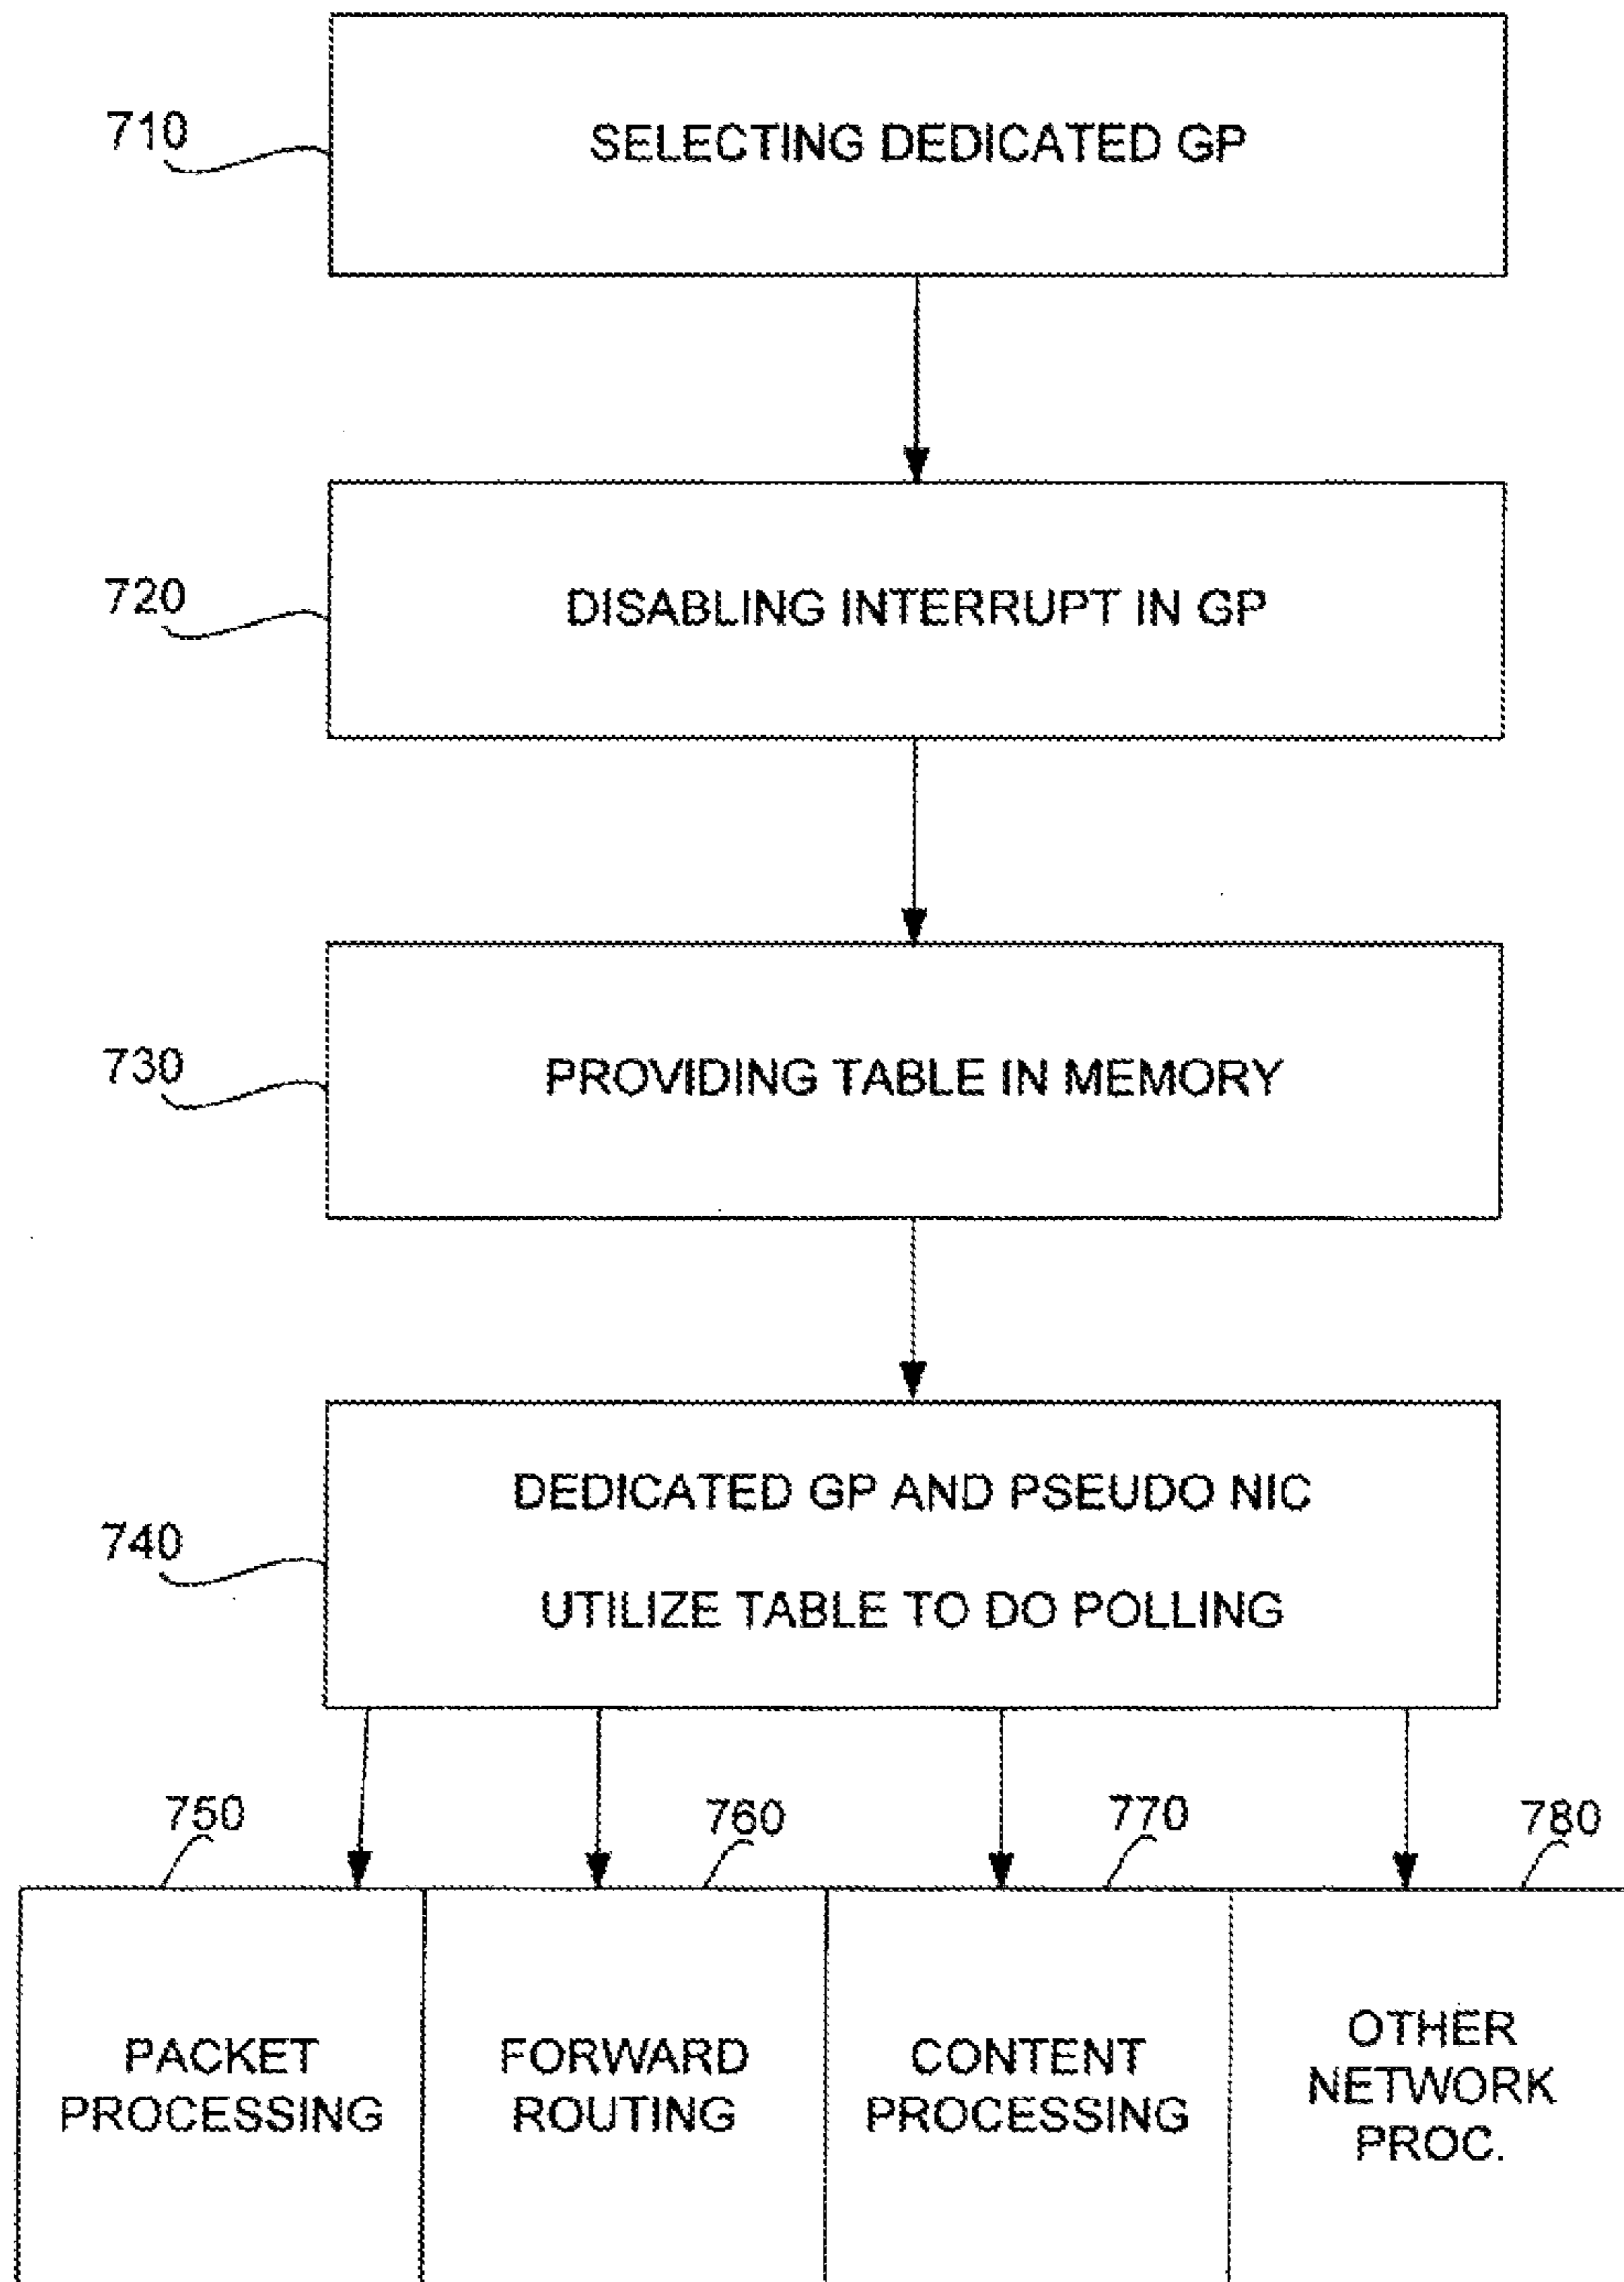 710
SELECTING DEDICATED GP
720
DISABLING INTERRUPT IN GP
730
PROVIDING TABLE IN MEMORY
740
DEDICATED GP AND PSEUDO NIC
UTILIZE TABLE TO DO POLLING
750
760
770
780
PACKET
PROCESSING
FORWARD
ROUTING
CONTENT
PROCESSING
OTHER
NETWORK
PROC.